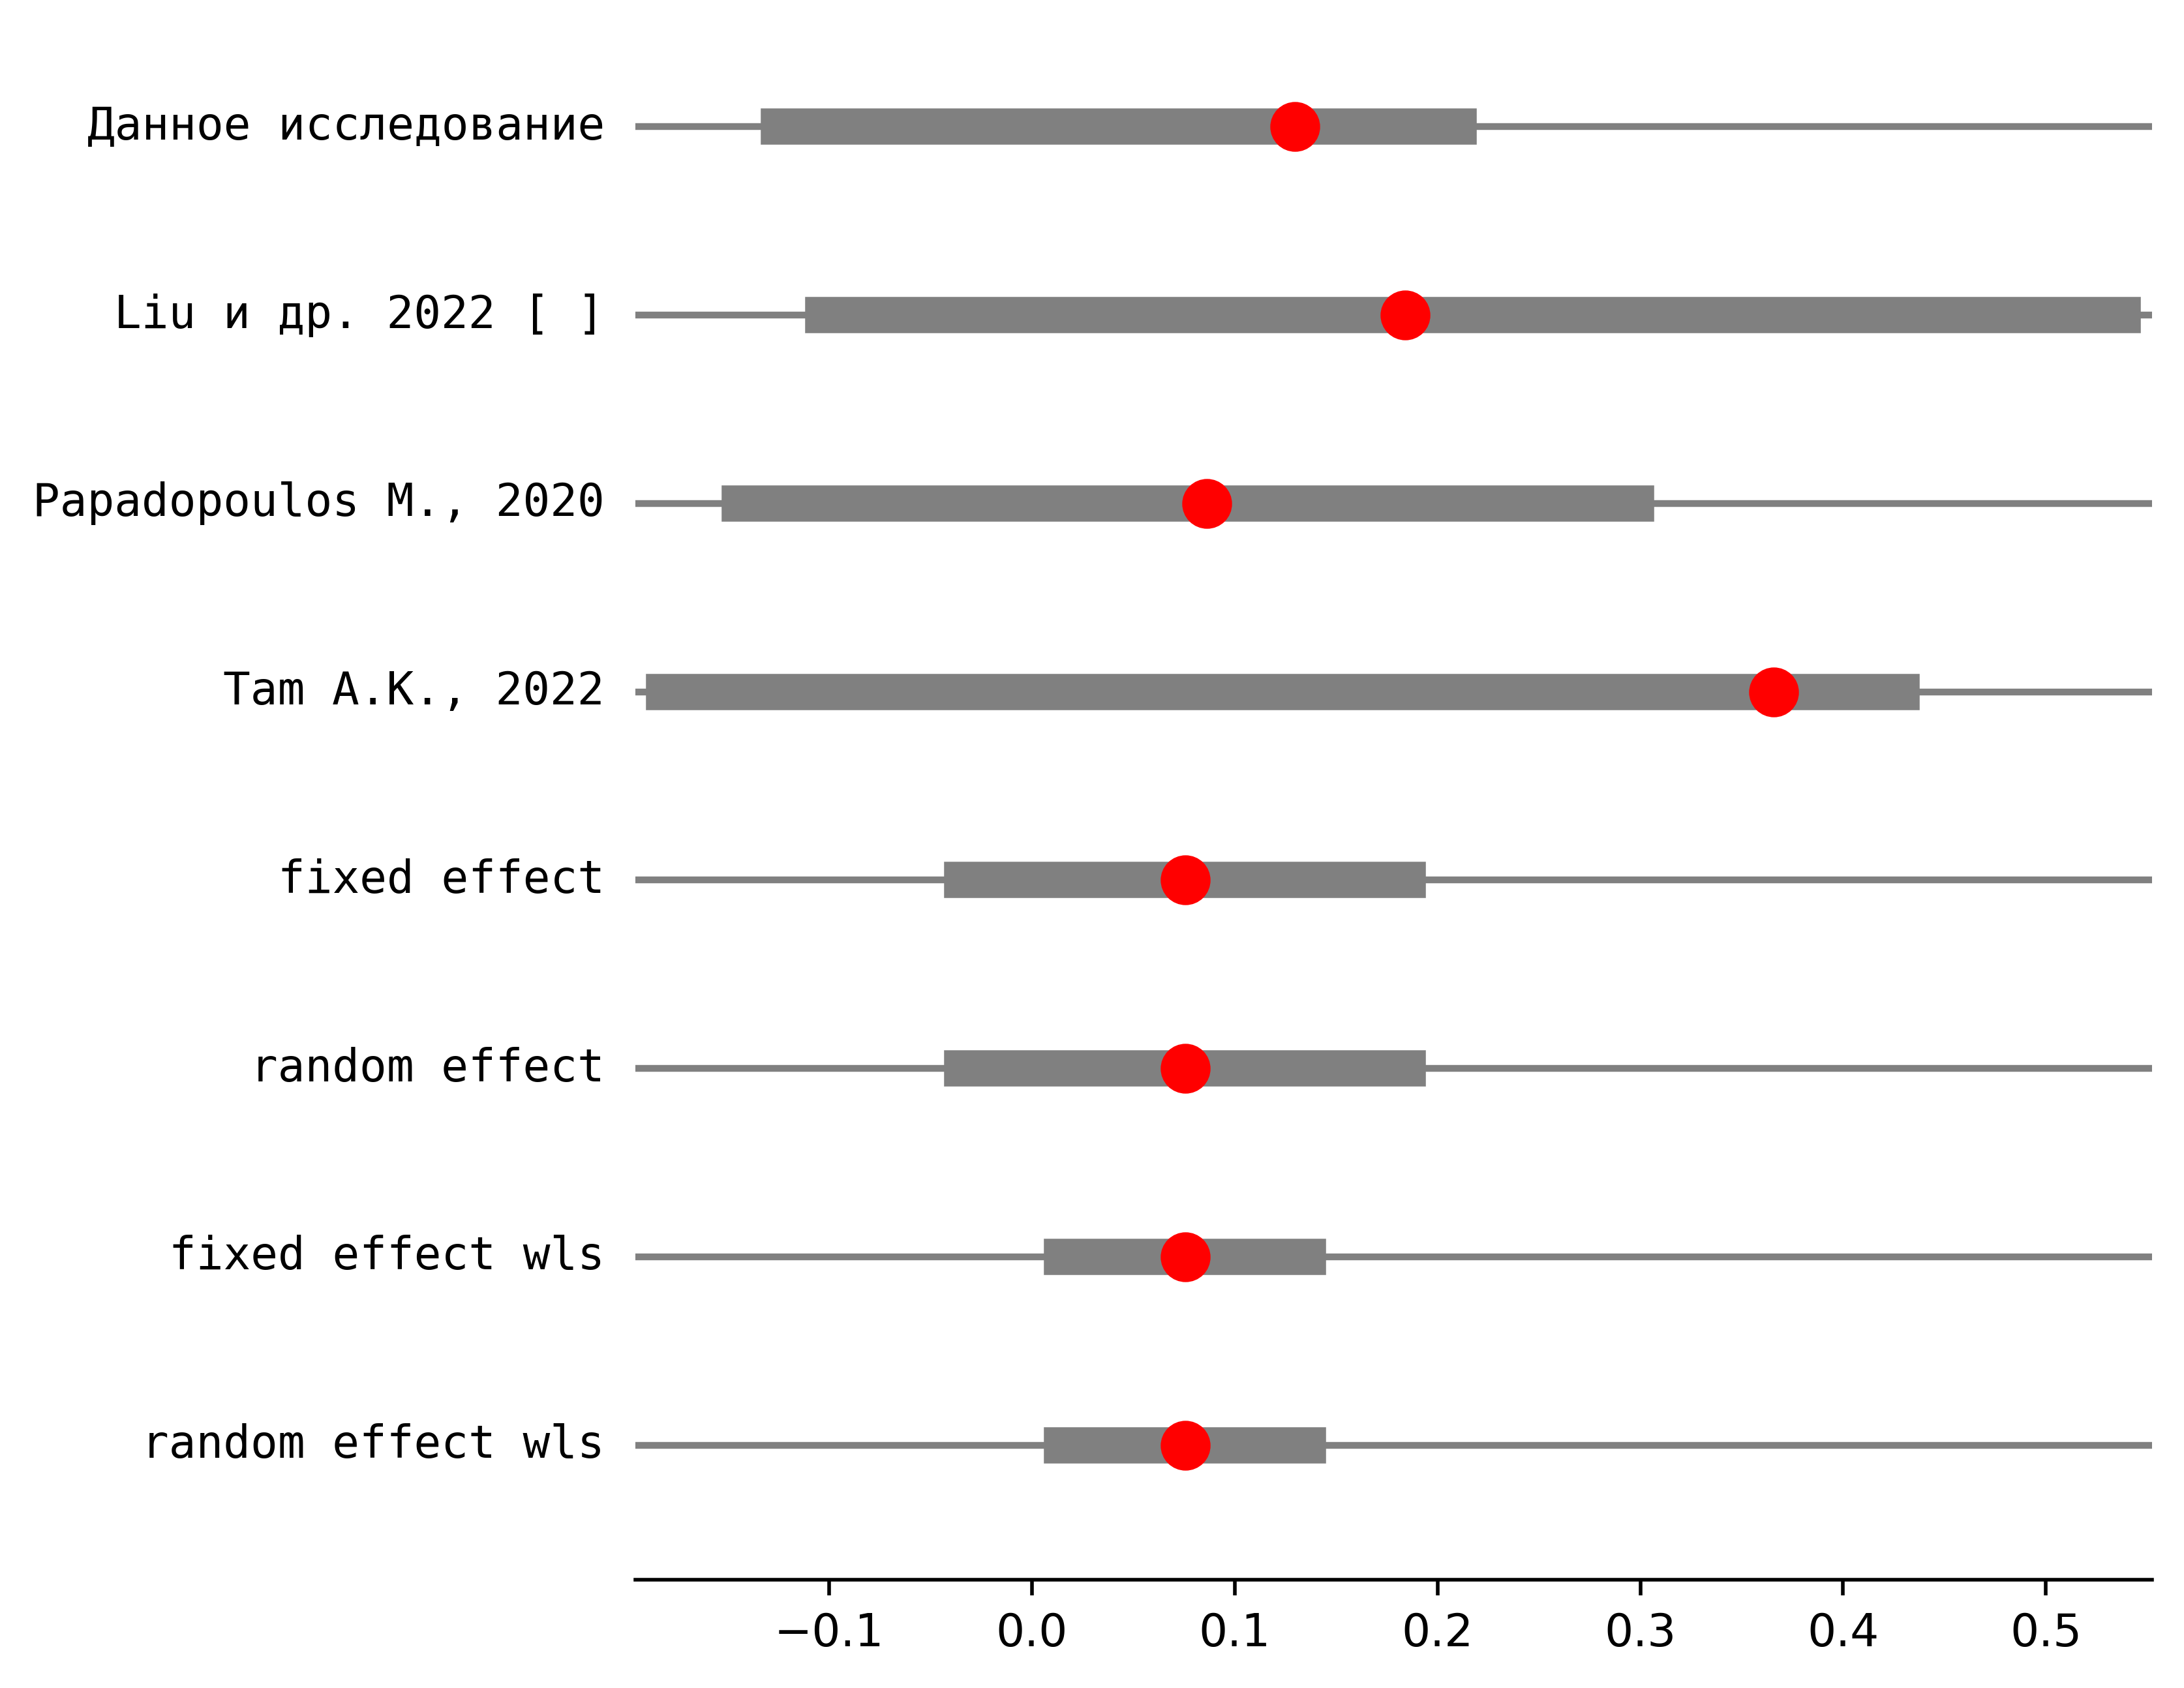 Данное исследование
Liu и др. 2022 [ ]
Papadopoulos M., 2020
Tam A.K., 2022
fixed effect
random effect
fixed effect wls
random effect wls
−0.1 0.0 0.1 0.2 0.3 0.4 0.5